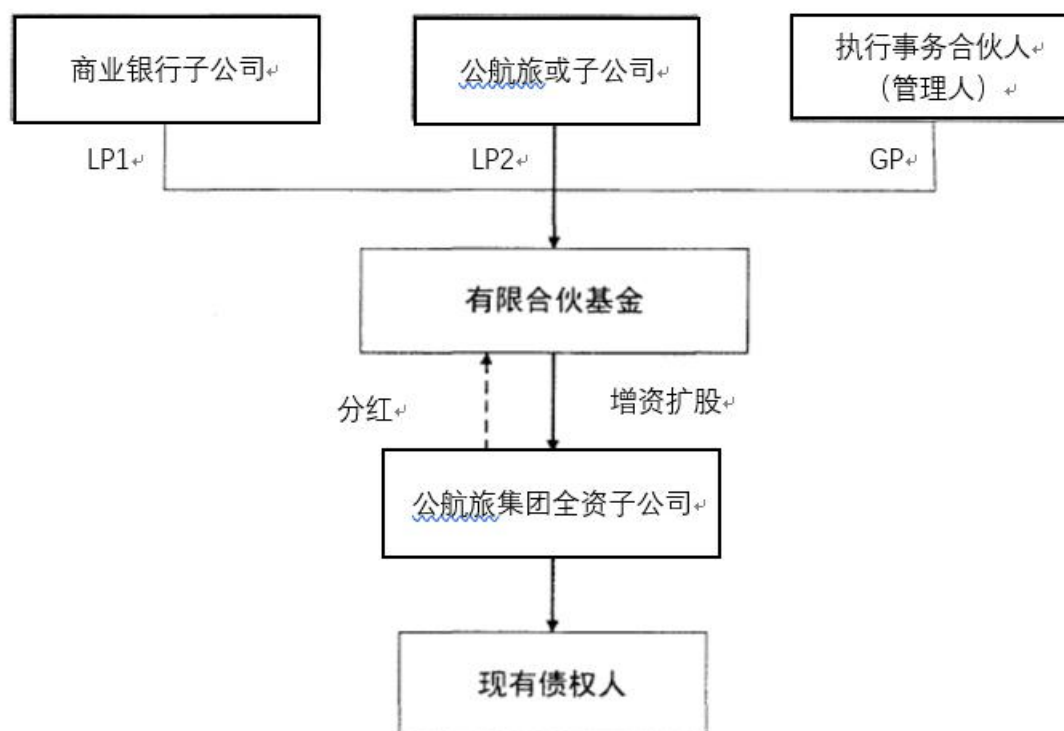 商业银行子公司
公航旅或子公司
执行事务合伙人
（管理人）
LP1
LP2
GP
有限合伙基金
分红
增资扩股
公航旅集团全资子公司
现有债权人